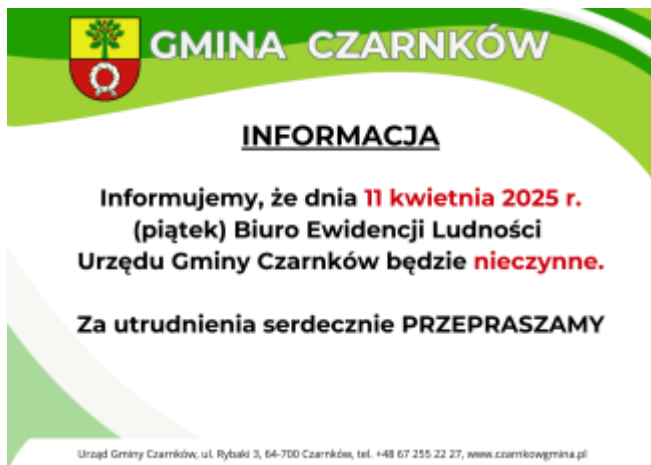 GMINA CZARNKÓW
INFORMACJA
Informujemy, że dnia 11 kwietnia 2025 r.
(piątek) Biuro Ewidencji Ludności
Urzędu Gminy Czarnków będzie nieczynne.
Za utrudnienia serdecznie PRZEPRASZAMY
Urząd Gminy Czarnków, ul. Rybaki 3, 64-700 Czarnków, tel. +48 67 255 22 27, www.czarnkowgmina.pl